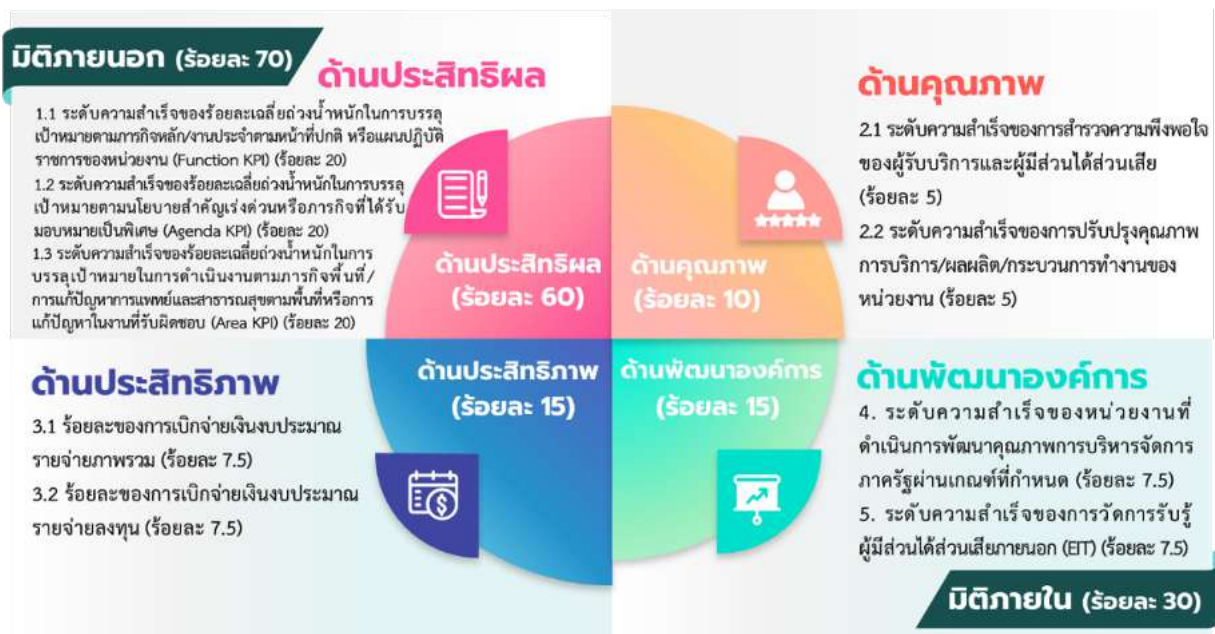 มิติภายนอก (ร้อยละ 70)
ด้านประสิทธิผล
1.1 ระดับความสำเร็จของร้อยละเฉลี่ยถ่วงน้ำหนักในการบรรลุ
เป้าหมายตามภารกิจหลัก/งานประจำตามหน้าที่ปกติ หรือแผนปฏิบัติ
ราชการของหน่วยงาน (Function KPI) (ร้อยละ 20)
1.2 ระดับความสำเร็จของร้อยละเฉลี่ยถ่วงน้ำหนักในการบรรลุ
เป้าหมายตามนโยบายสำคัญเร่งด่วนหรือภารกิจที่ได้รับ
มอบหมายเป็นพิเศษ (Agenda KPI) (ร้อยละ 20)
1.3 ระดับความสำเร็จของร้อยละเฉลี่ยถ่วงน้ำหนักในการ
บรรลุเป้าหมายในการดำเนินงานตามภารกิจพื้นที่/
การแก้ปัญหาการแพทย์และสาธารณสุขตามพื้นที่หรือการ
แก้ปัญหาในงานที่รับผิดชอบ (Area KPI) (ร้อยละ 20)
ด้านประสิทธิผล
(ร้อยละ 60)
ด้านคุณภาพ
(ร้อยละ 10)
ด้านคุณภาพ
2.1 ระดับความสำเร็จของการสำรวจความพึงพอใจ
ของผู้รับบริการและผู้มีส่วนได้ส่วนเสีย
(ร้อยละ 5)
2.2 ระดับความสำเร็จของการปรับปรุงคุณภาพ
การบริการ/ผลผลิต/กระบวนการทำงานของ
หน่วยงาน (ร้อยละ 5)
ด้านประสิทธิภาพ
3.1 ร้อยละของการเบิกจ่ายเงินงบประมาณ
รายจ่ายภาพรวม (ร้อยละ 7.5)
3.2 ร้อยละของการเบิกจ่ายเงินงบประมาณ
รายจ่ายลงทุน (ร้อยละ 7.5)
ด้านประสิทธิภาพ
(ร้อยละ 15)
ด้านพัฒนาองค์การ
(ร้อยละ 15)
ด้านพัฒนาองค์การ
4. ระดับความสำเร็จของหน่วยงานที่
ดำเนินการพัฒนาคุณภาพการบริหารจัดการ
ภาครัฐผ่านเกณฑ์ที่กำหนด (ร้อยละ 7.5)
5. ระดับความสำเร็จของการวัดการรับรู้
ผู้มีส่วนได้ส่วนเสียภายนอก (EIT) (ร้อยละ 7.5)
มิติภายใน (ร้อยละ 30)